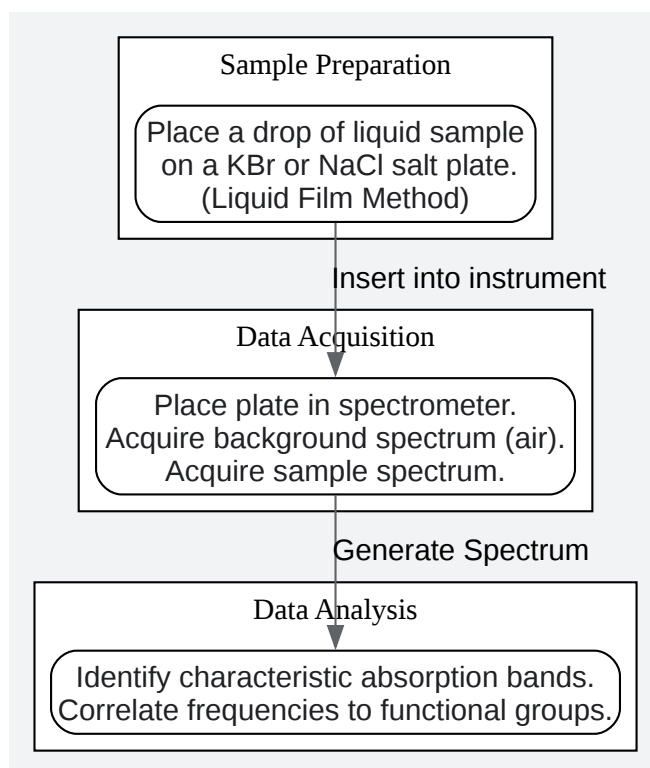 Sample Preparation
Place a drop of liquid sample
on a KBr or NaCl salt plate.
(Liquid Film Method)
Insert into instrument
Data Acquisition
Place plate in spectrometer.
Acquire background spectrum (air).
Acquire sample spectrum.
Generate Spectrum
Data Analysis
Identify characteristic absorption bands.
Correlate frequencies to functional groups.